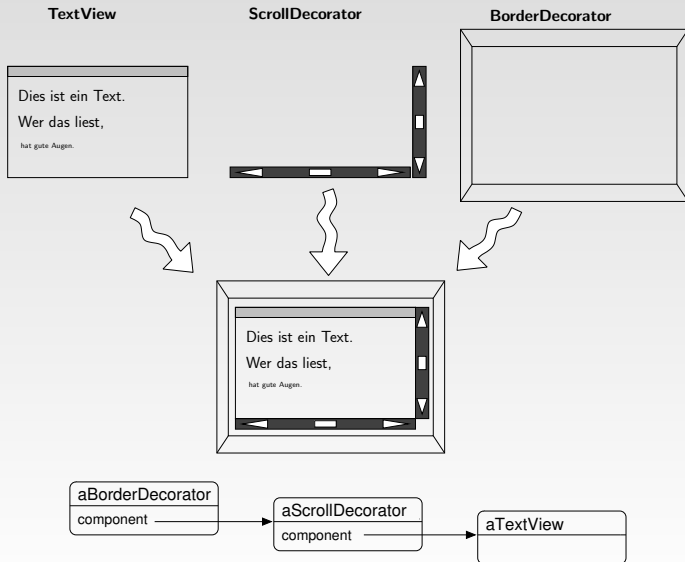 TextView
ScrollDecorator
BorderDecorator
Dies ist ein Text.
Wer das liest,
hat gute Augen.
Dies ist ein Text.
Wer das liest,
hat gute Augen.
aBorderDecorator
component
aScrollDecorator
component
aTextView